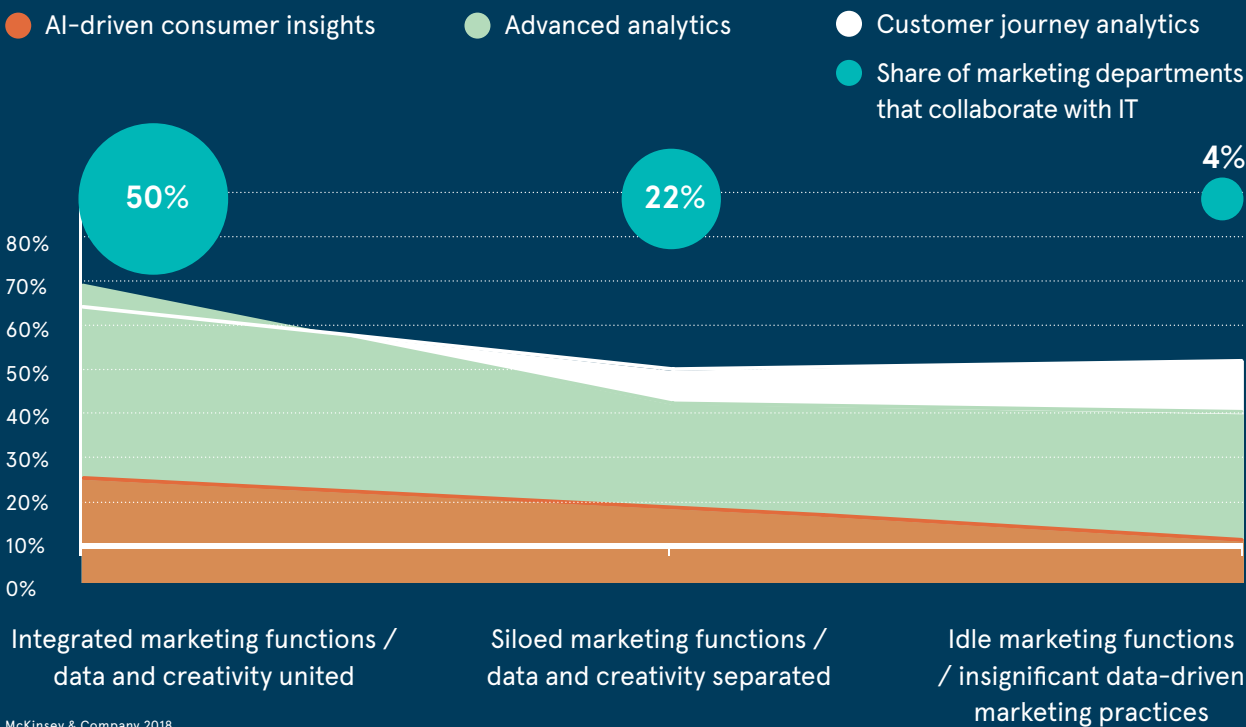 AI-driven consumer insights
Advanced analytics
Customer journey analytics
Share of marketing departments
that collaborate with IT
50%
22%
4%
80%
70%
60%
50%
40%
30%
20%
10%
0%
Integrated marketing functions /
data and creativity united
Siloed marketing functions /
data and creativity separated
Idle marketing functions
/ insignificant data-driven
marketing practices
McKinsey & Company 2018